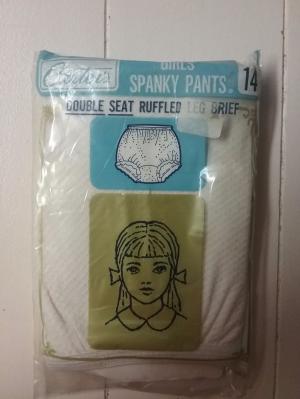 GIRLS
SPANKY PANTS 14
DOUBLE SEAT RUFFLED LEG BRIEF